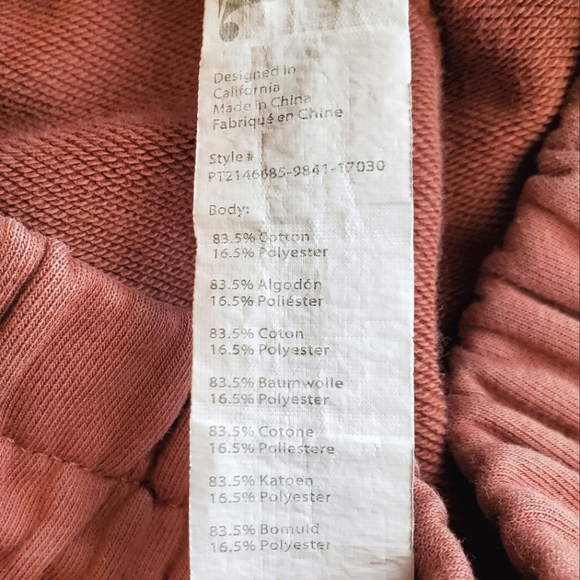 Designed in
California
Made in China
Fabriqué en Chine
Style #
PT2146685-9841-17030
Body:
83.5% Cotton
16.5% Polyester
83.5% Algodón
16.5% Poliéster
83.5% Coton
16.5% Polyester
83.5% Baumwolle
16.5% Polyester
83.5% Cotone
16.5% Poliestere
83.5% Katoen
16.5% Polyester
83.5% Bomuld
16.5% Polyester